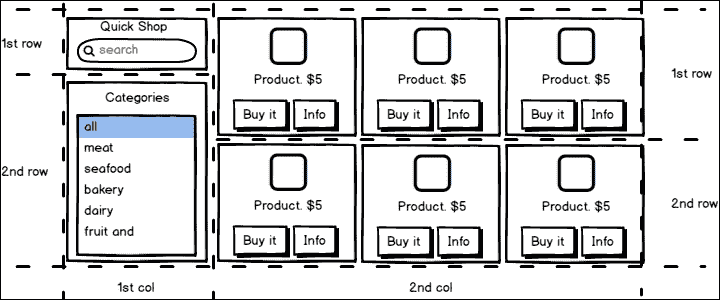 1st row
Quick Shop
search
2nd row
Categories
all
meat
seafood
bakery
dairy
fruit and
Product. $5
Buy it Info
Product. $5
Buy it Info
Product. $5
Buy it Info
1st row
Product. $5
Buy it Info
Product. $5
Buy it Info
Product. $5
Buy it Info
2nd row
1st col
2nd col